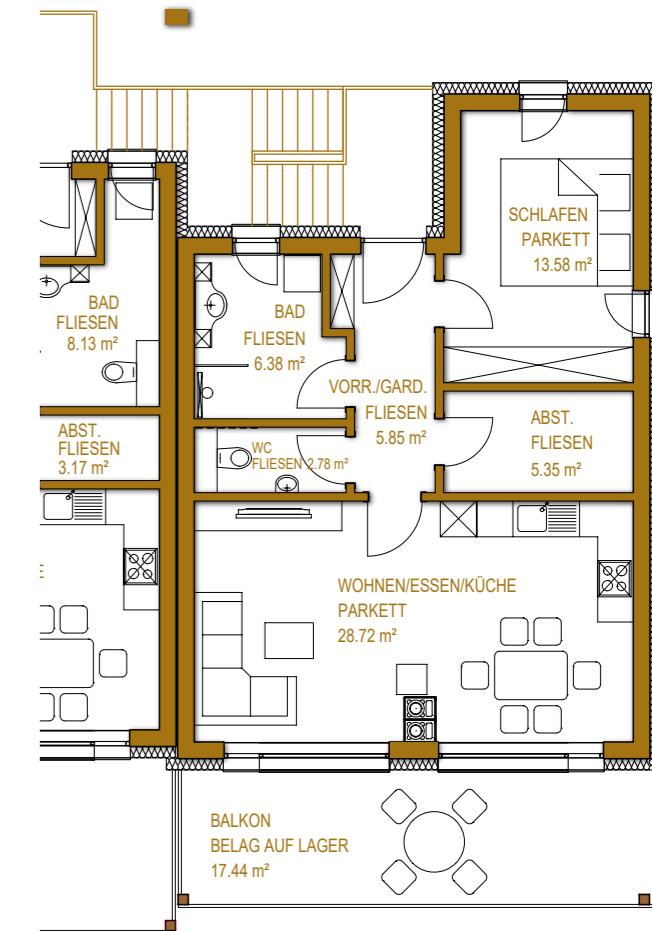 SCHLAFEN
PARKETT
13.58 m²
BAD
FLIESEN
8.13 m²
BAD
FLIESEN
6.38 m²
VORR./GARD.
FLIESEN
5.85 m²
ABST.
FLIESEN
5.35 m²
ABST.
FLIESEN
3.17 m²
WC
FLIESEN 2.78 m²
E
WOHNEN/ESSEN/KÜCHE
PARKETT
28.72 m²
BALKON
BELAG AUF LAGER
17.44 m²